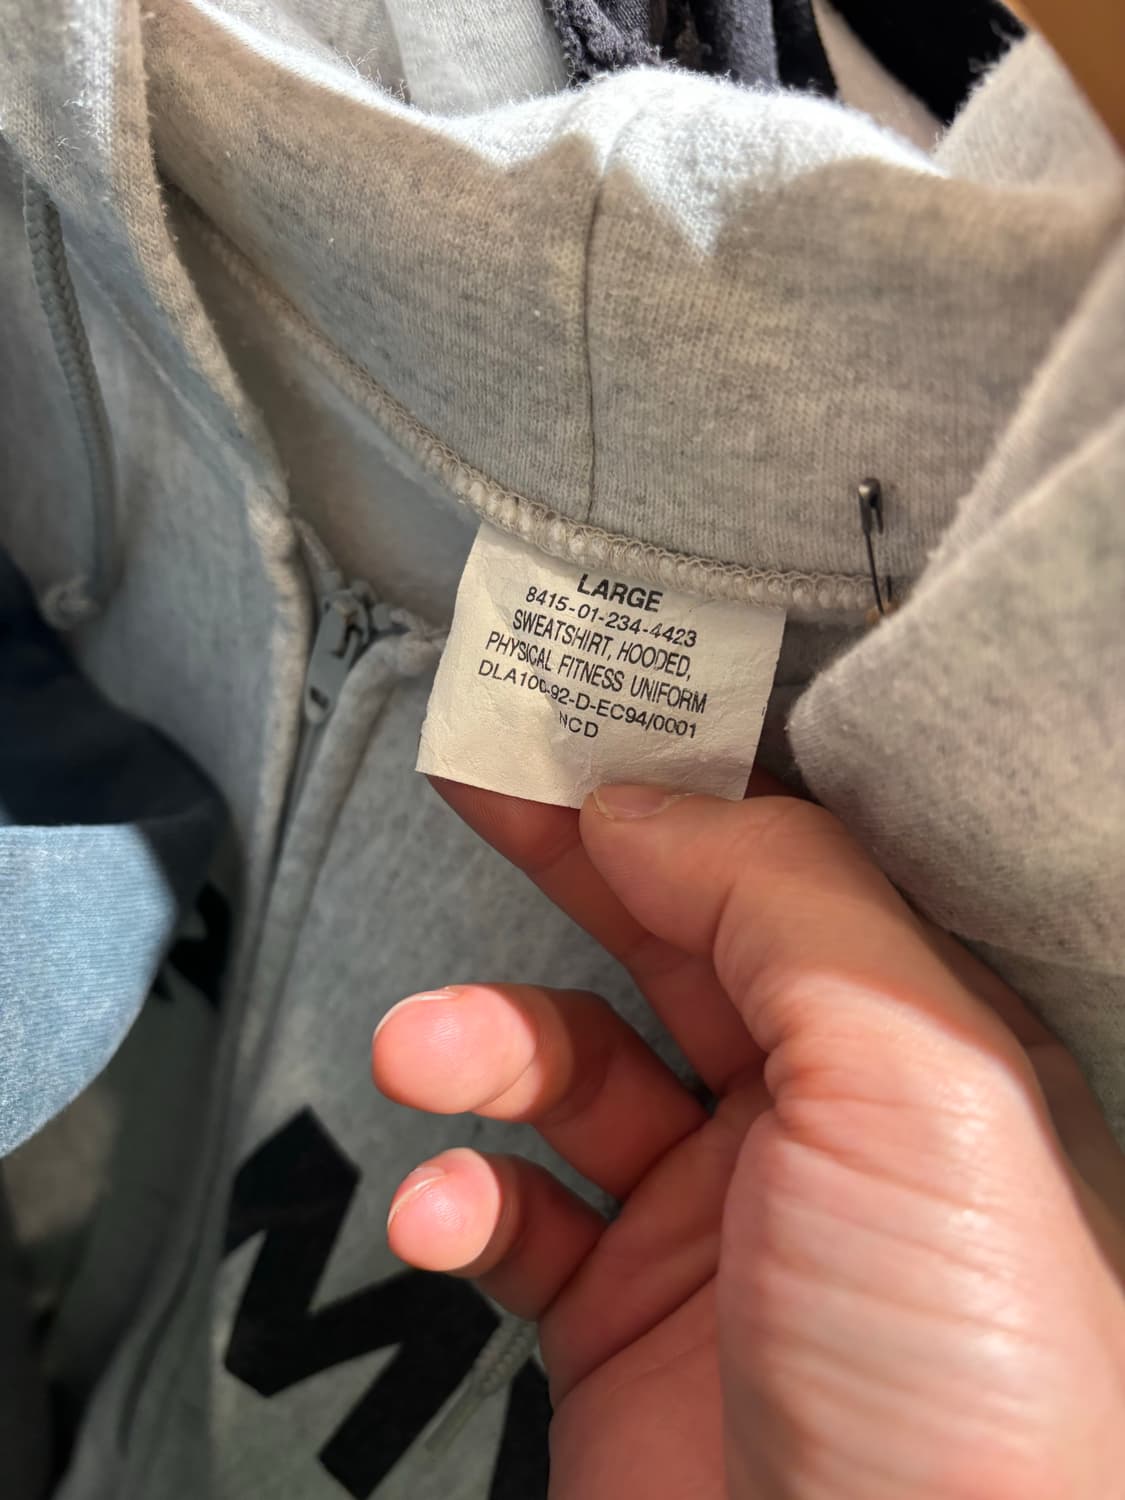 LARGE
8415-01-234-4423
SWEATSHIRT, HOODED,
PHYSICAL FITNESS UNIFORM
DLA100-92-D-EC94/0001
NCD